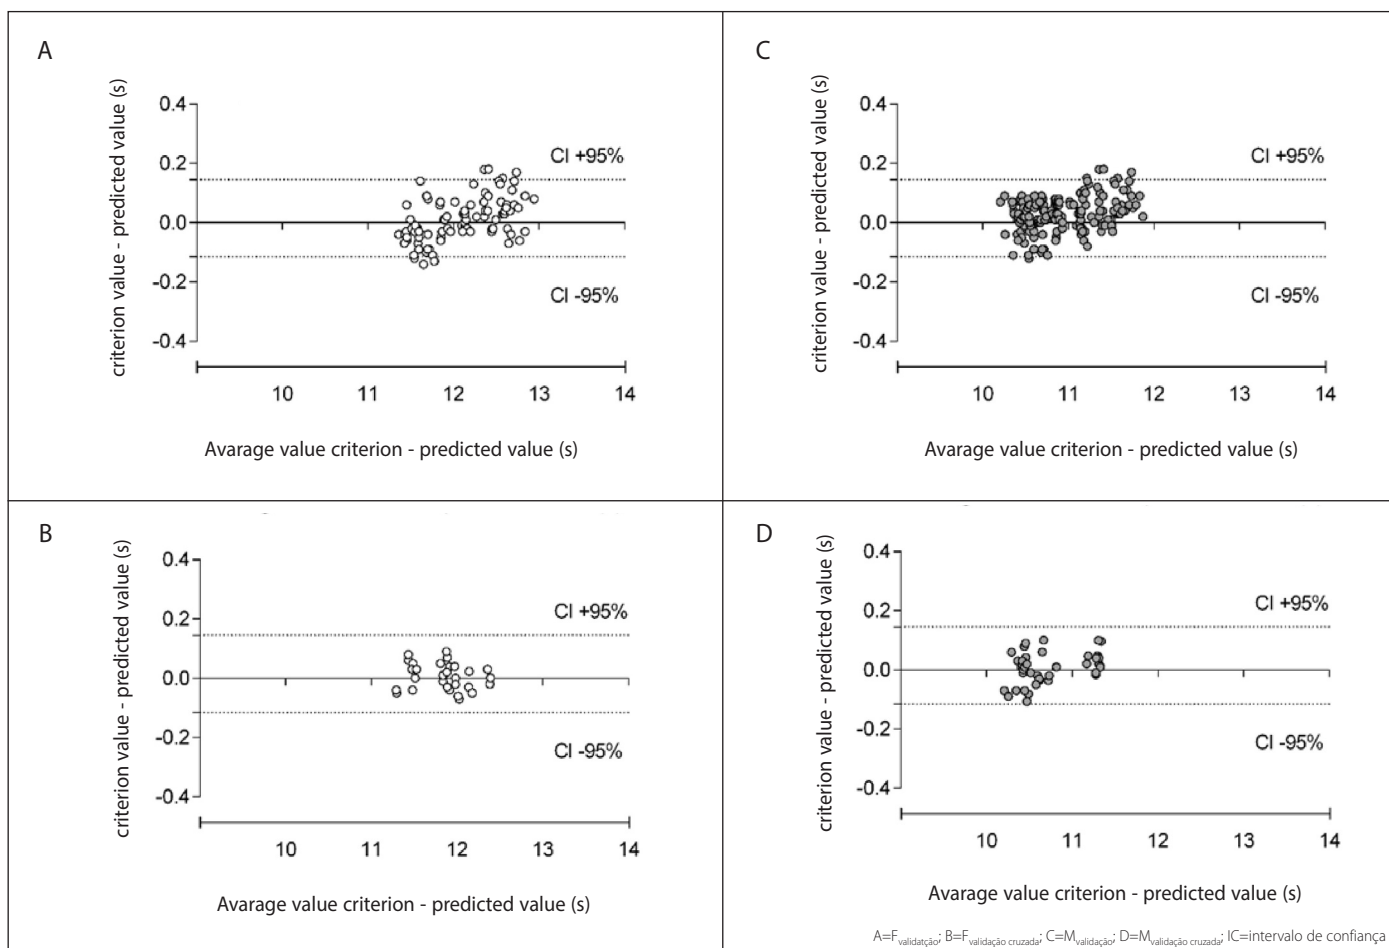 A
criterion value - predicted value (s)
0.4
0.2
0.0
-0.2
-0.4
CI +95%
CI -95%
10 11 12 13 14
Avarage value criterion - predicted value (s)
C
criterion value - predicted value (s)
0.4
0.2
0.0
-0.2
-0.4
CI +95%
CI -95%
10 11 12 13 14
Avarage value criterion - predicted value (s)
B
criterion value - predicted value (s)
0.4
0.2
0.0
-0.2
-0.4
CI +95%
CI -95%
10 11 12 13 14
Avarage value criterion - predicted value (s)
D
criterion value - predicted value (s)
0.4
0.2
0.0
-0.2
-0.4
CI +95%
CI -95%
10 11 12 13 14
Avarage value criterion - predicted value (s)
A=Fvalidatção; B=Fvalidação cruzada; C=Mvalidação; D=Mvalidação cruzada; IC=intervalo de confiança